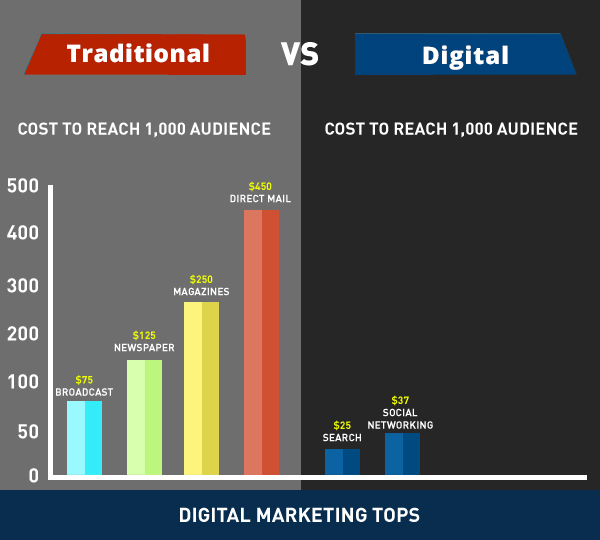 Traditional
VS
Digital
COST TO REACH 1,000 AUDIENCE
COST TO REACH 1,000 AUDIENCE
500
400
300
200
100
50
0
$75
BROADCAST
$125
NEWSPAPER
$250
MAGAZINES
$450
DIRECT MAIL
$25
SEARCH
$37
SOCIAL
NETWORKING
DIGITAL MARKETING TOPS